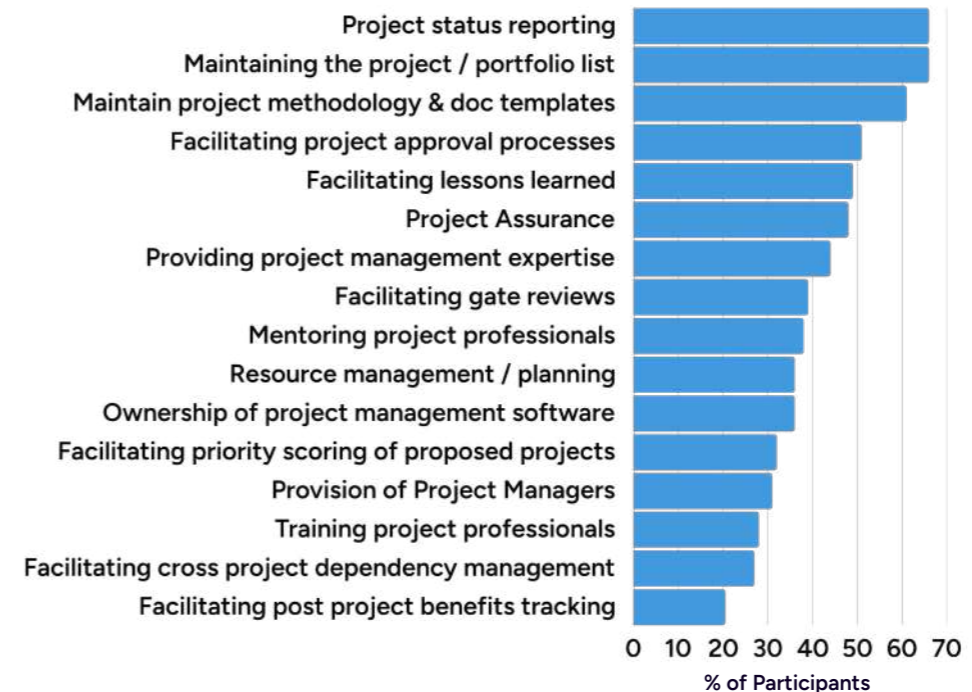 Project status reporting
Maintaining the project / portfolio list
Maintain project methodology & doc templates
Facilitating project approval processes
Facilitating lessons learned
Project Assurance
Providing project management expertise
Facilitating gate reviews
Mentoring project professionals
Resource management / planning
Ownership of project management software
Facilitating priority scoring of proposed projects
Provision of Project Managers
Training project professionals
Facilitating cross project dependency management
Facilitating post project benefits tracking
0 10 20 30 40 50 60 70
% of Participants